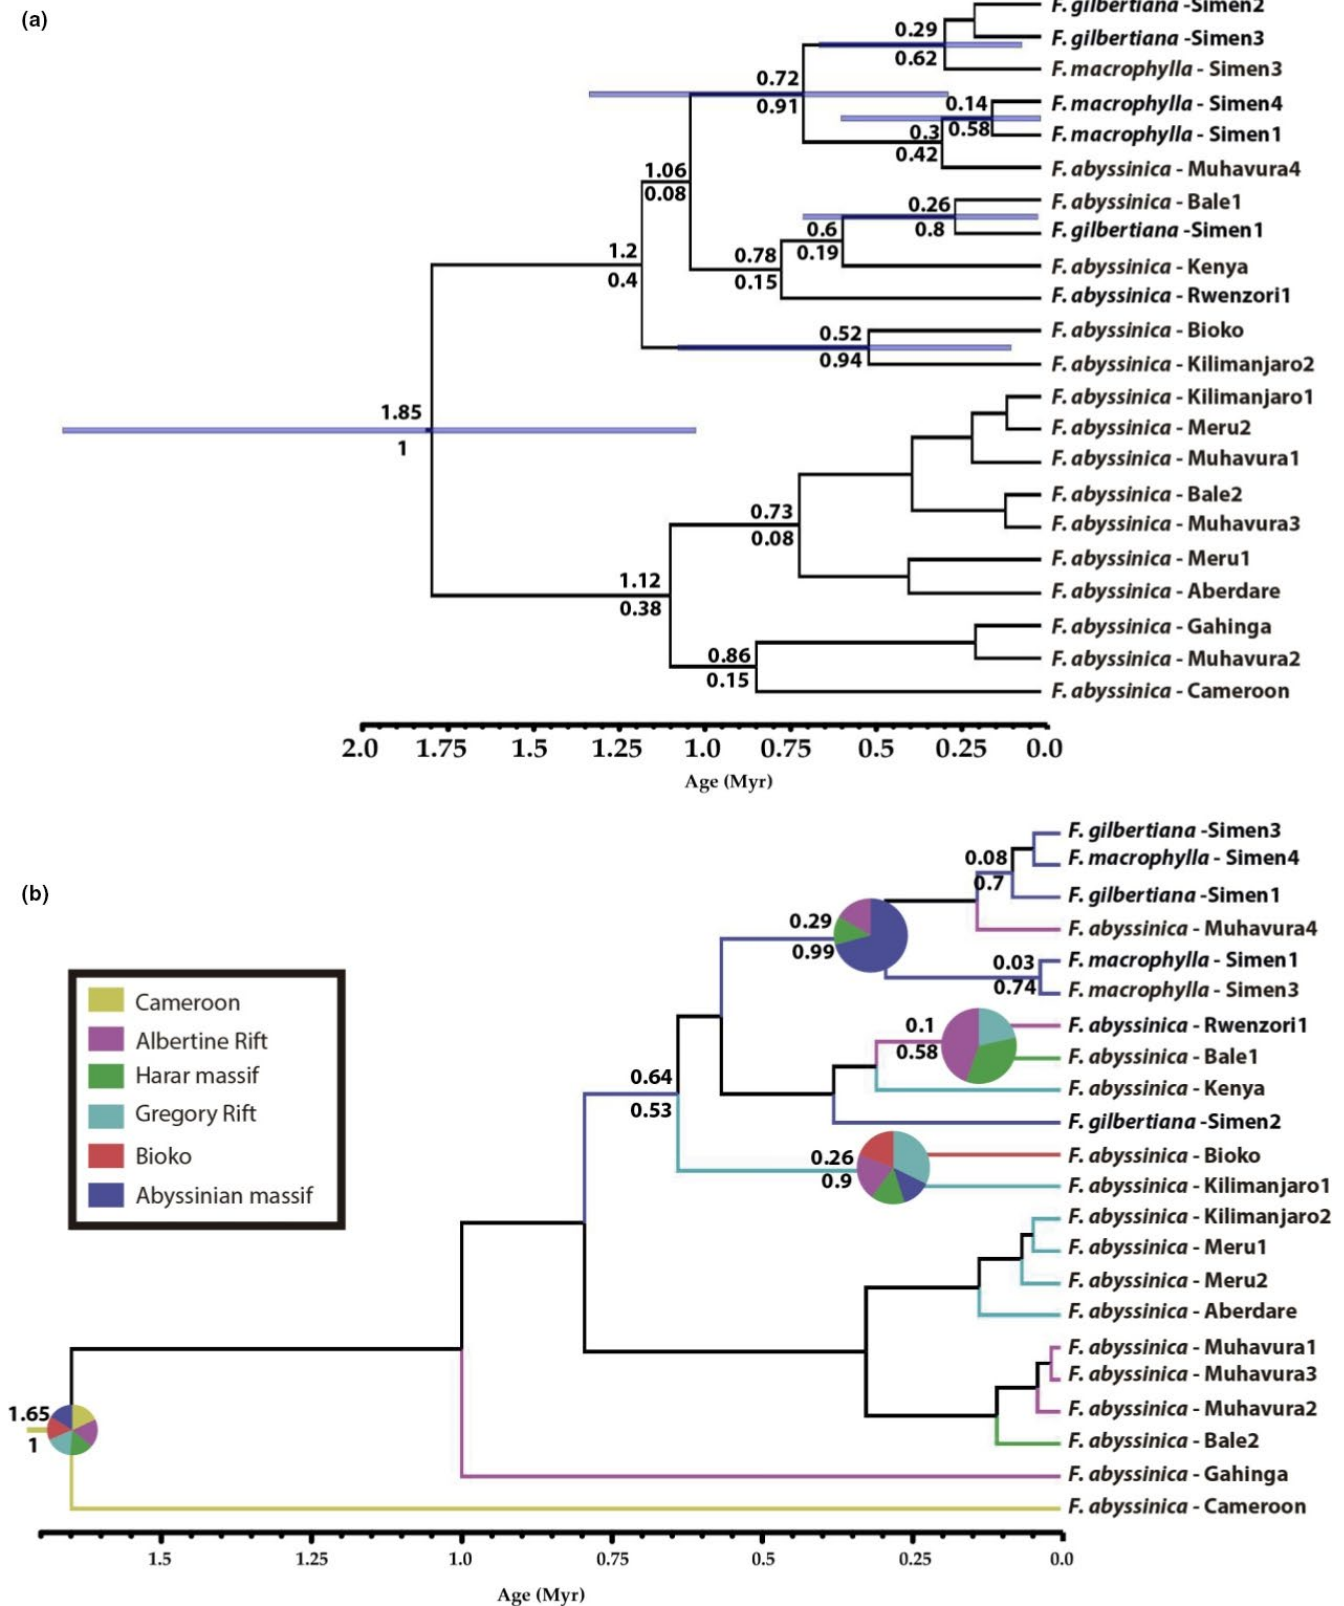 (a)
F. gilbertiana -Simen2
0.29
F. gilbertiana -Simen3
0.62
F. macrophylla - Simen3
0.72
0.91
0.14
F. macrophylla - Simen4
0.3
0.58
F. macrophylla - Simen1
0.42
1.06
F. abyssinica - Muhavura4
0.08
0.26
F. abyssinica - Bale1
0.6
0.8
F. gilbertiana -Simen1
1.2
0.78
0.19
0.4
0.15
F. abyssinica - Kenya
F. abyssinica - Rwenzori1
0.52
F. abyssinica - Bioko
0.94
F. abyssinica - Kilimanjaro2
F. abyssinica - Kilimanjaro1
1.85
F. abyssinica - Meru2
1
F. abyssinica - Muhavura1
F. abyssinica - Bale2
0.73
F. abyssinica - Muhavura3
0.08
F. abyssinica - Meru1
1.12
F. abyssinica - Aberdare
0.38
F. abyssinica - Gahinga
0.86
F. abyssinica - Muhavura2
0.15
F. abyssinica - Cameroon
2.0 1.75 1.5 1.25 1.0 0.75 0.5 0.25 0.0
Age (Myr)
(b)
F. gilbertiana -Simen3
0.08
F. macrophylla - Simen4
0.7
F. gilbertiana -Simen1
0.29
F. abyssinica - Muhavura4
0.99
0.03
F. macrophylla - Simen1
0.74
F. macrophylla - Simen3
0.1
F. abyssinica - Rwenzori1
0.58
F. abyssinica - Bale1
0.64
F. abyssinica - Kenya
0.53
F. gilbertiana -Simen2
0.26
F. abyssinica - Bioko
0.9
F. abyssinica - Kilimanjaro1
F. abyssinica - Kilimanjaro2
F. abyssinica - Meru1
F. abyssinica - Meru2
F. abyssinica - Aberdare
F. abyssinica - Muhavura1
F. abyssinica - Muhavura3
F. abyssinica - Muhavura2
1.65
1
F. abyssinica - Bale2
F. abyssinica - Gahinga
F. abyssinica - Cameroon
Cameroon
Albertine Rift
Harar massif
Gregory Rift
Bioko
Abyssinian massif
1.5 1.25 1.0 0.75 0.5 0.25 0.0
Age (Myr)